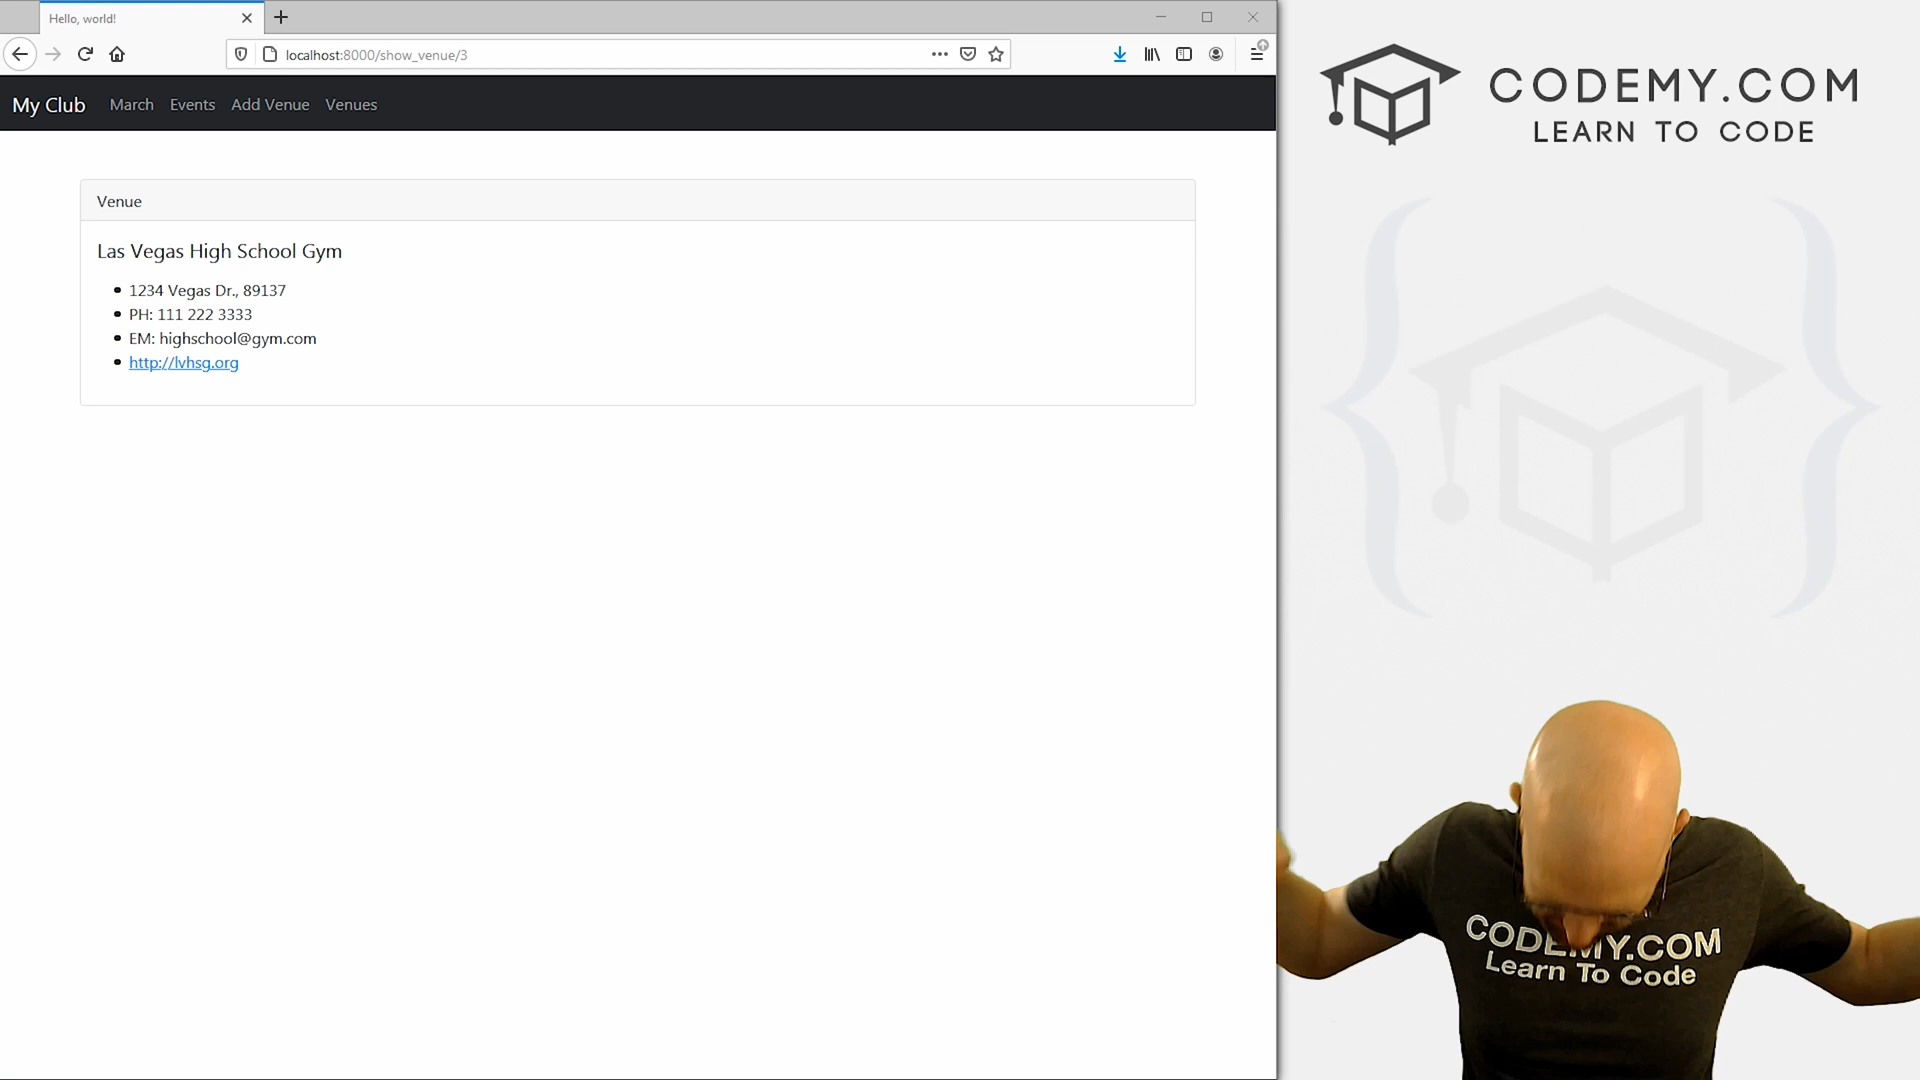 Hello, world!
localhost:8000/show_venue/3
My Club March Events Add Venue Venues
Venue
Las Vegas High School Gym
1234 Vegas Dr., 89137
PH: 111 222 3333
EM: highschool@gym.com
http://lvhsg.org
CODEMY.COM
LEARN TO CODE
CODEMY.COM
Learn To Code